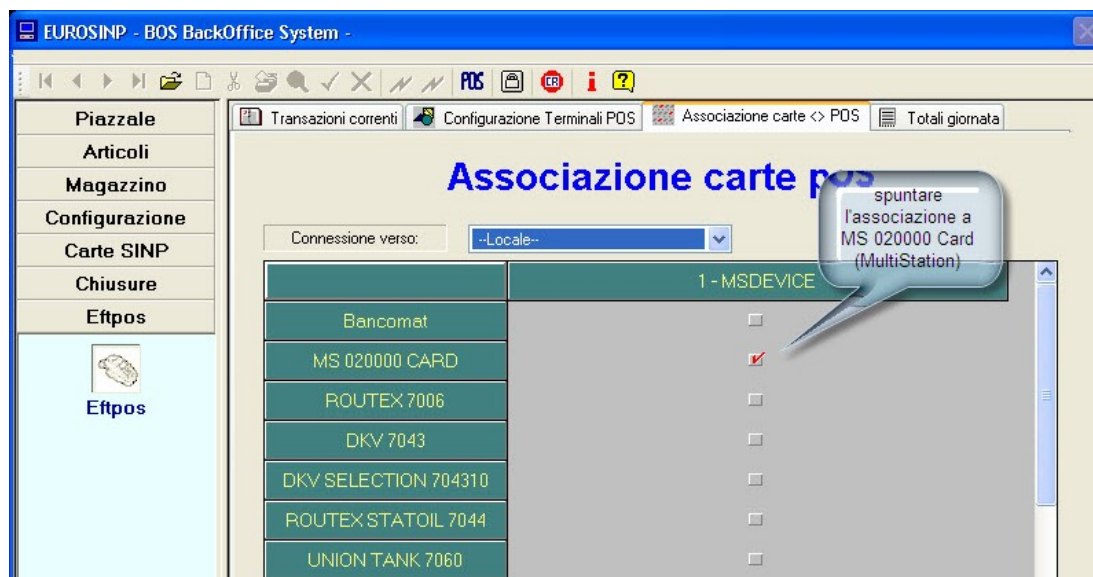 EUROSINP - BOS BackOffice System -
POS CR i ?
Piazzale
Articoli
Magazzino
Configurazione
Carte SINP
Chiusure
Eftpos
Eftpos
Transazioni correnti
Configurazione Terminali POS
Associazione carte <> POS
Totali giornata
Associazione carte pos
spuntare
l'associazione a
MS 020000 Card
(MultiStation)
Connessione verso:
--Locale--
1 - MSDEVICE
Bancomat
MS 020000 CARD
ROUTEX 7006
DKV 7043
DKV SELECTION 704310
ROUTEX STATOIL 7044
UNION TANK 7060